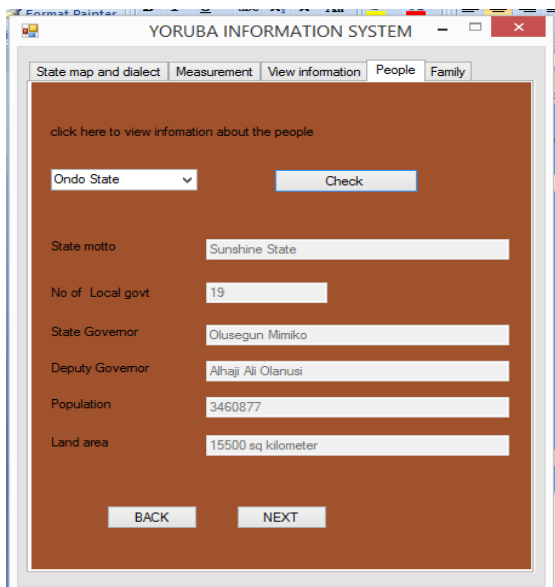 Format Painter
YORUBA INFORMATION SYSTEM
State map and dialect Measurement View information People Family
click here to view infomation about the people
Ondo State Check
State motto Sunshine State
No of Local govt 19
State Governor Olusegun Mimiko
Deputy Governor Alhaji Ali Olanusi
Population 3460877
Land area 15500 sq kilometer
BACK NEXT